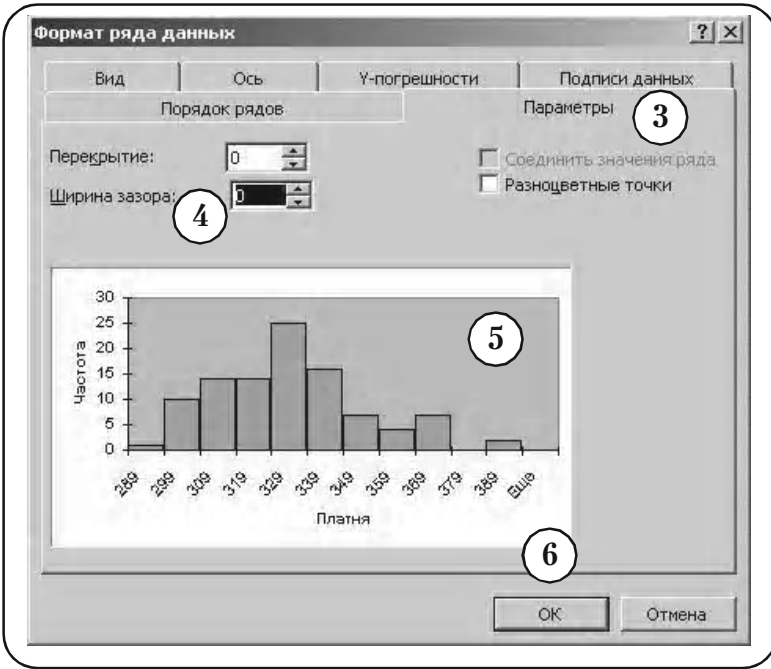 Формат ряда данных
Вид Ось Y-погрешности Подписи данных
Порядок рядов Параметры 3
Перекрытие: 0 Соединить значения ряда
Ширина зазора: 4 0 Разноцветные точки
5
Частота
30
25
20
15
10
5
0
289 299 309 319 329 339 349 359 369 379 389 Еще
Платня
6
ОК Отмена